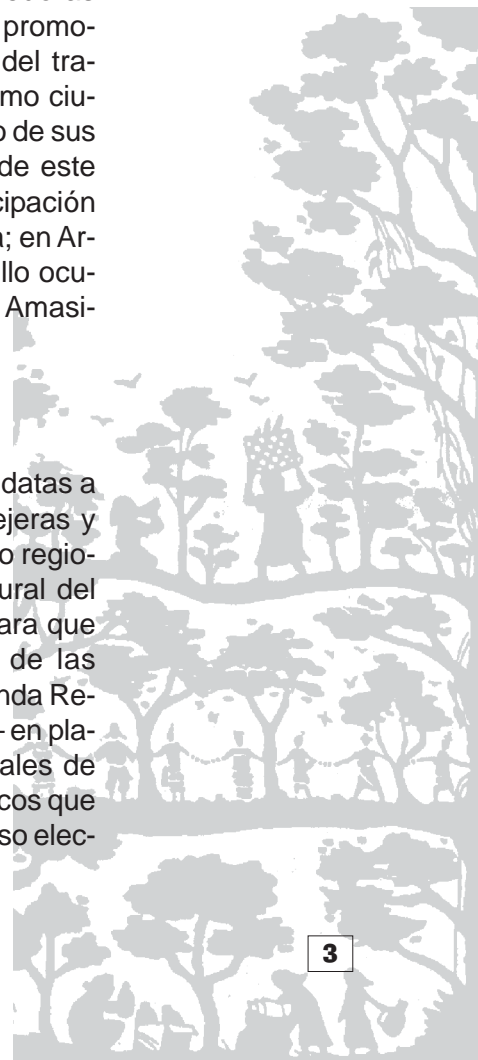 promo-
del tra-
mo ciu-
o de sus
de este
cipación
a; en Ar-
llo ocu-
Amasi-
datas a
ejeras y
o regio-
ural del
ara que
de las
nda Re-
- en pla-
ales de
cos que
so elec-
3